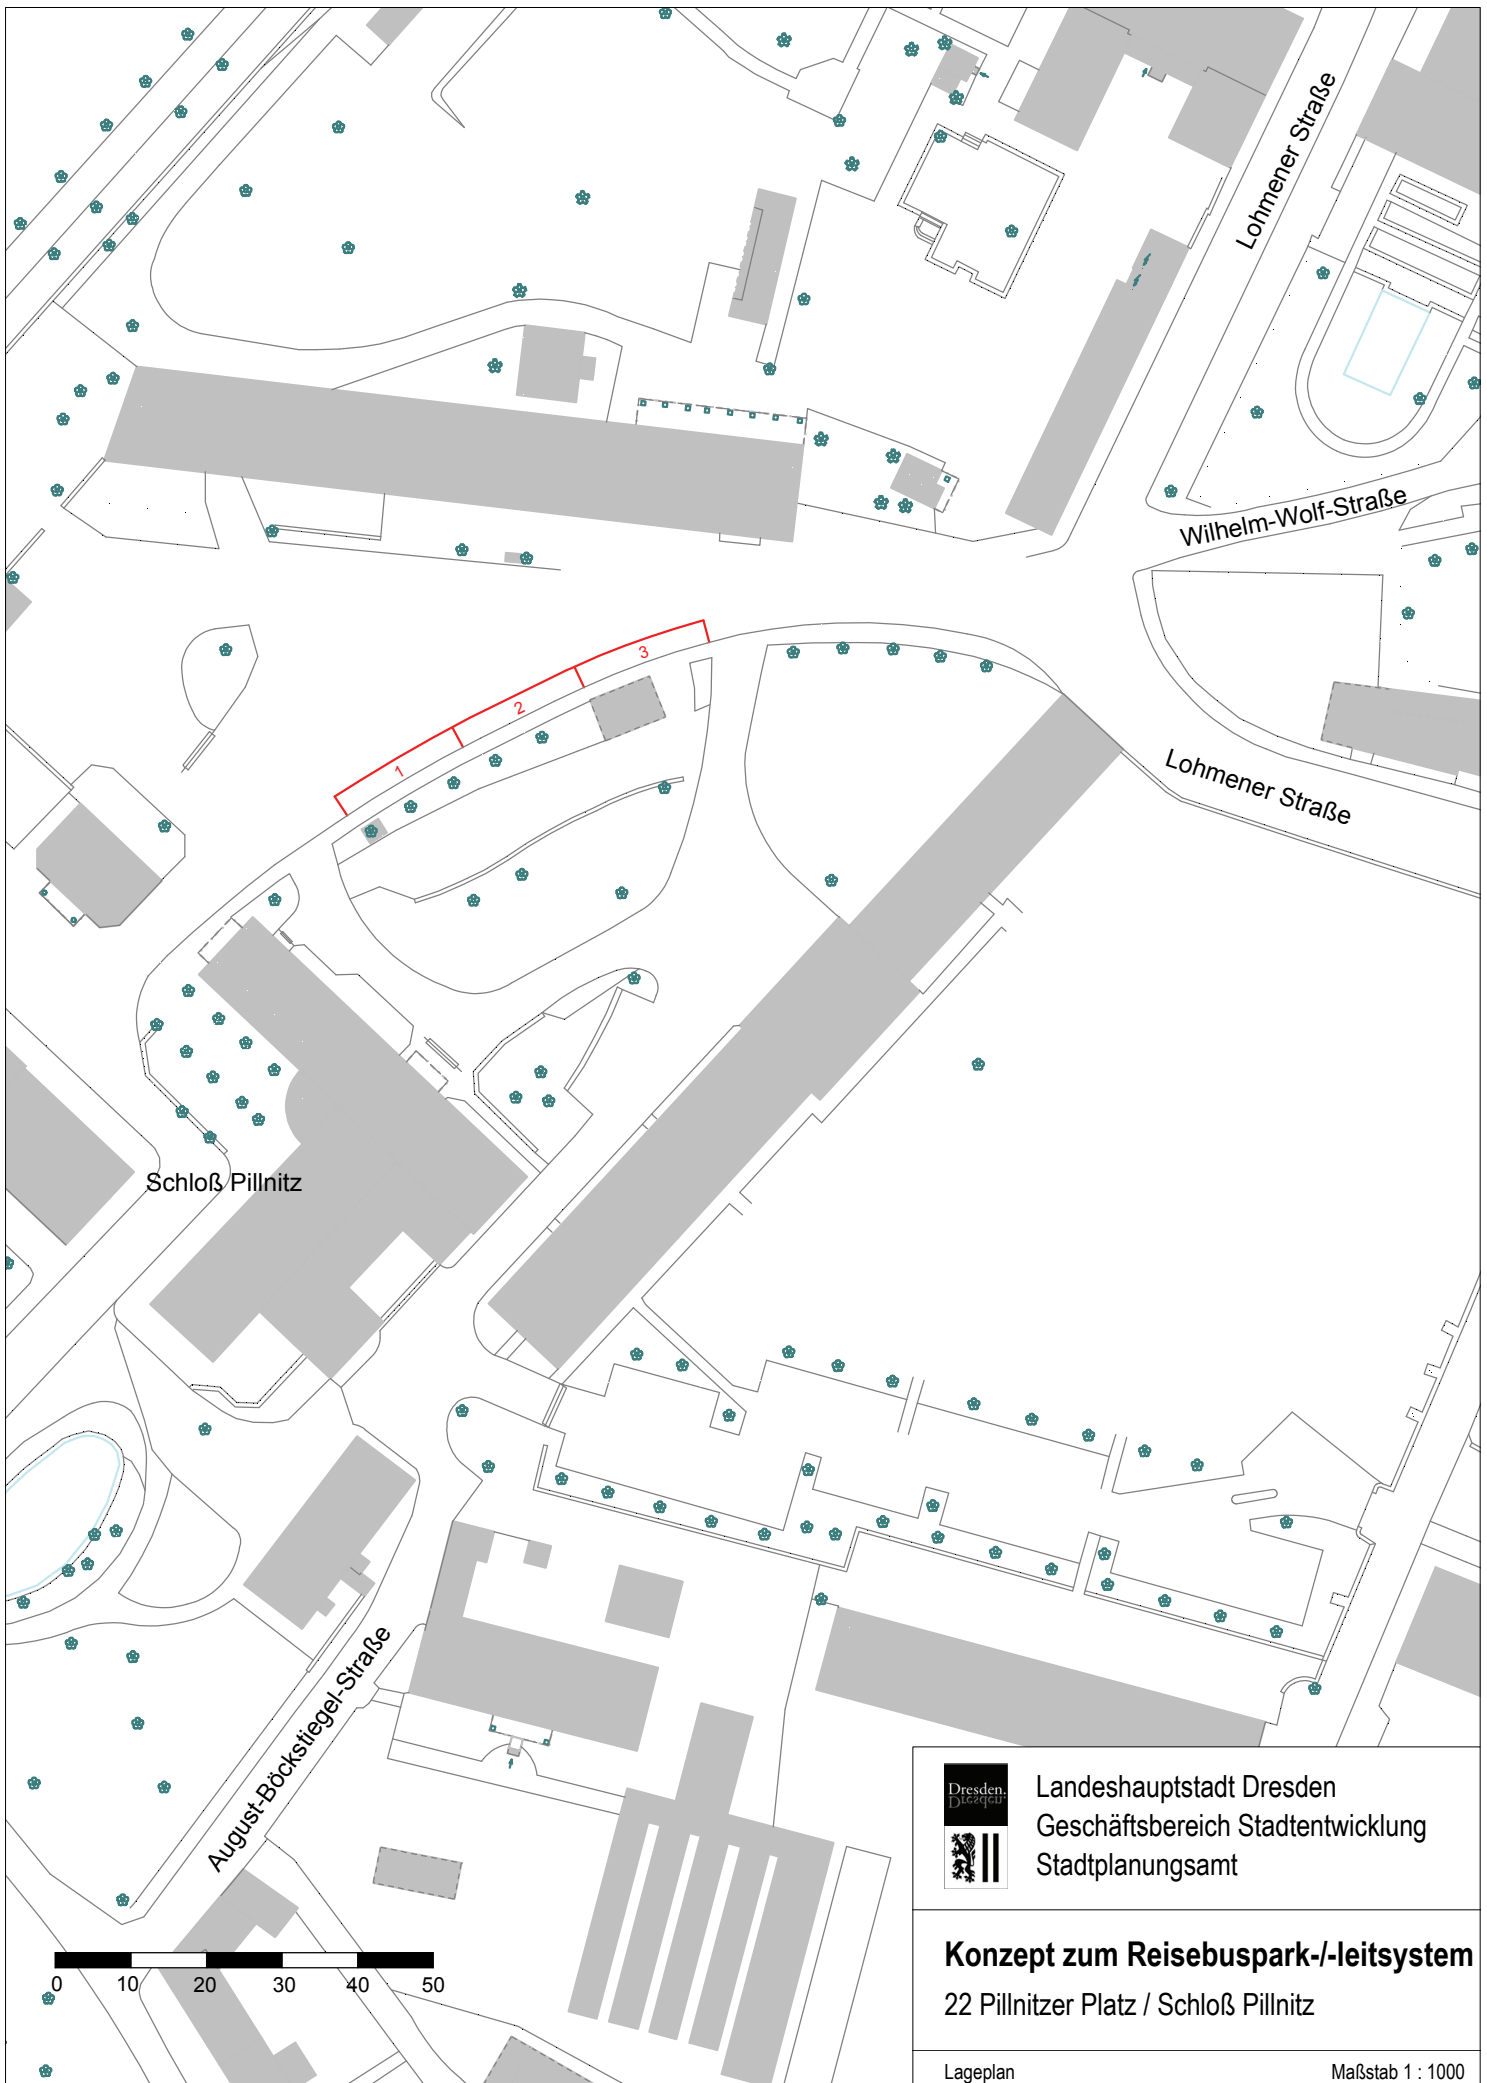 Lohmener Straße
Wilhelm-Wolf-Straße
3
2
1
Lohmener Straße
Schloß Pillnitz
August-Böckstiegel-Straße
0 10 20 30 40 50
Dresden.
Dresden.
Landeshauptstadt Dresden
Geschäftsbereich Stadtentwicklung
Stadtplanungsamt
Konzept zum Reisebuspark-/-leitsystem
22 Pillnitzer Platz / Schloß Pillnitz
Lageplan Maßstab 1 : 1000